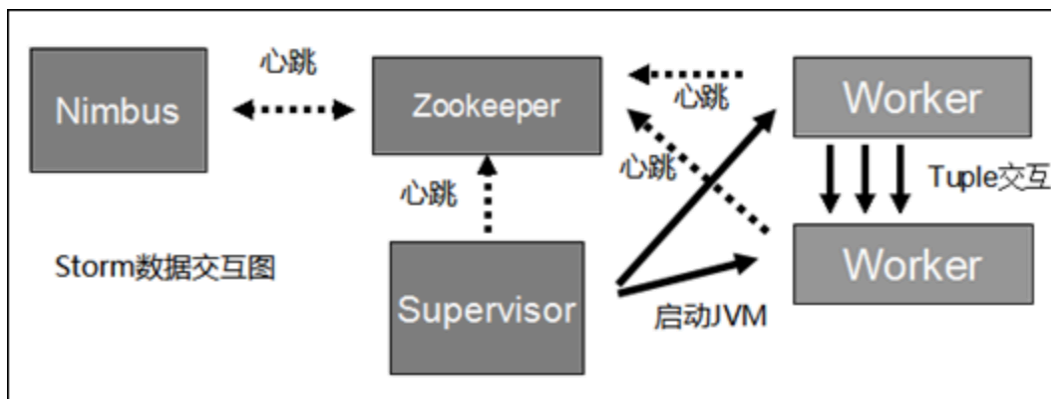 心跳
Nimbus
Zookeeper
心跳
Worker
心跳
心跳
Tuple交互
Storm数据交互图
Supervisor
Worker
启动JVM